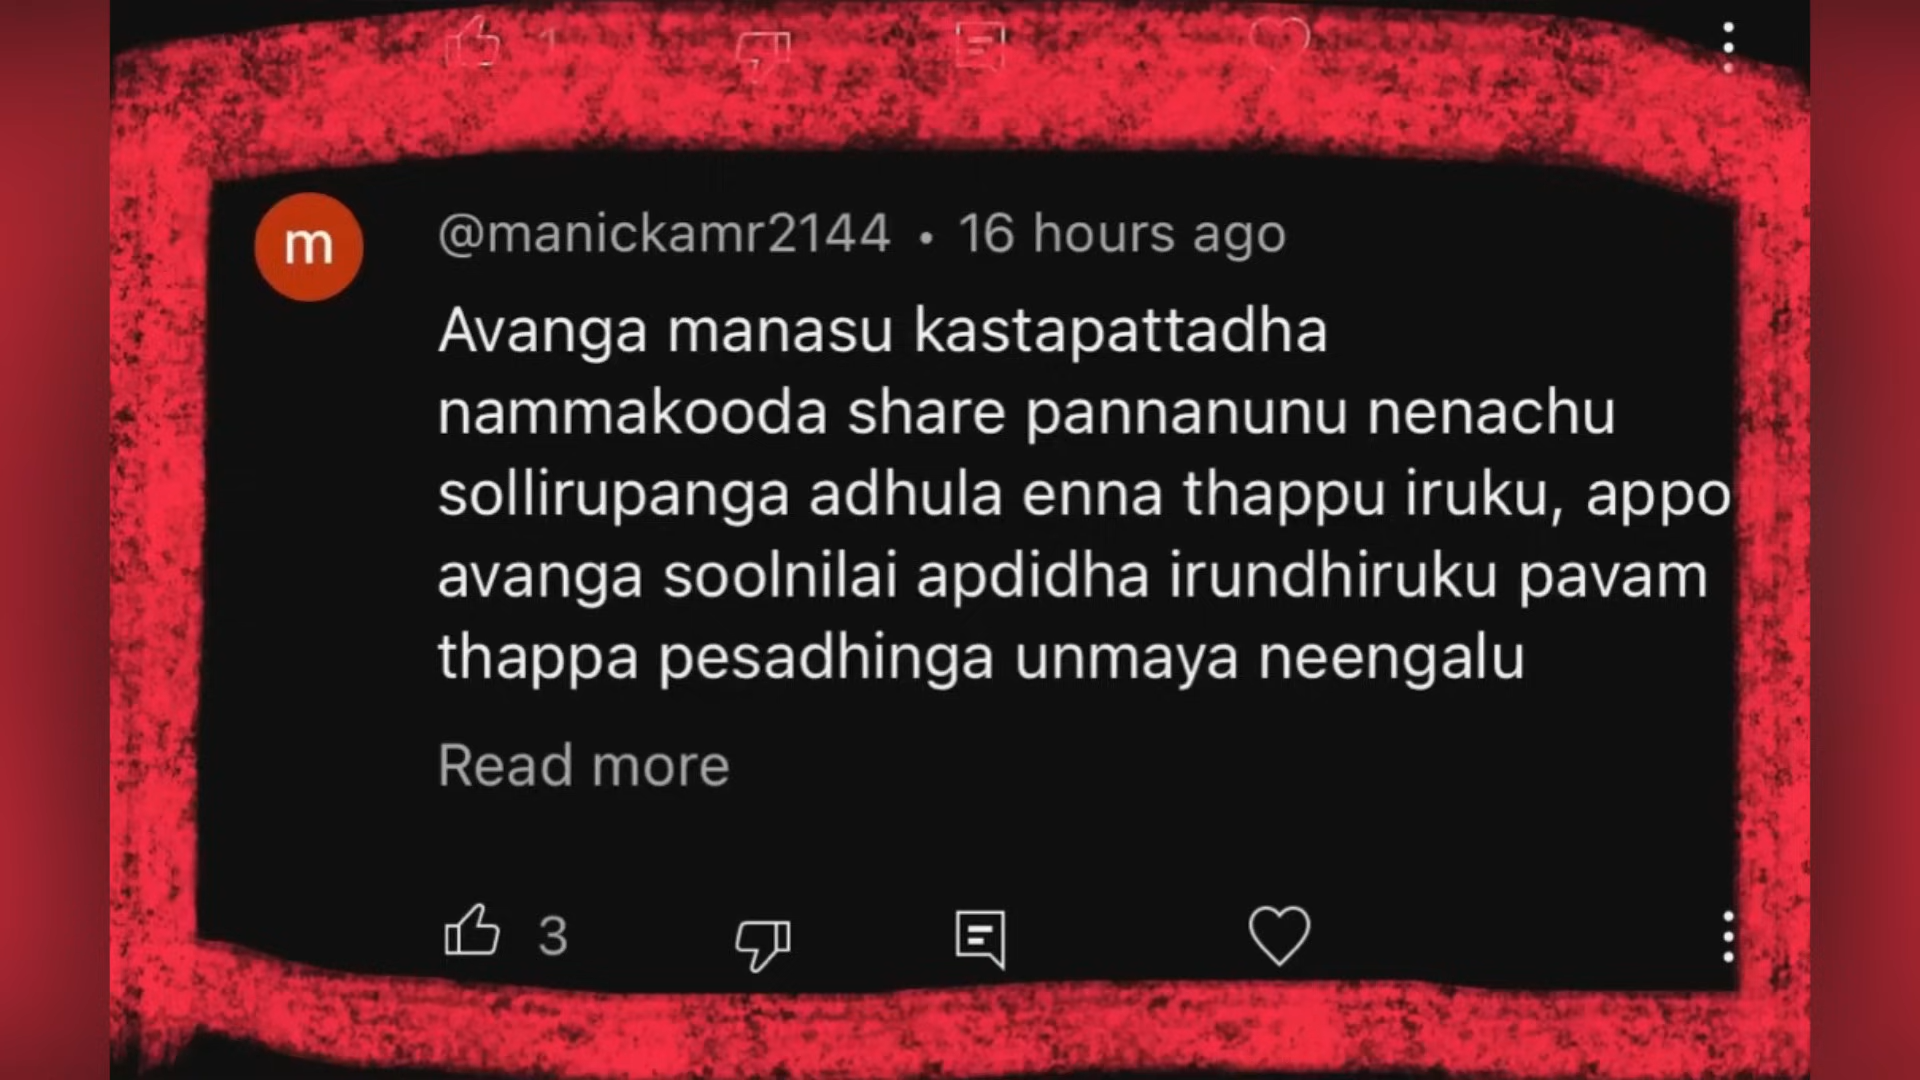 1
m
@manickamr2144 • 16 hours ago
Avanga manasu kastapattadha
nammakooda share pannanunu nenachu
sollirupanga adhula enna thappu iruku, appo
avanga soolnilai apdidha irundhiruku pavam
thappa pesadhinga unmaya neengalu
Read more
3